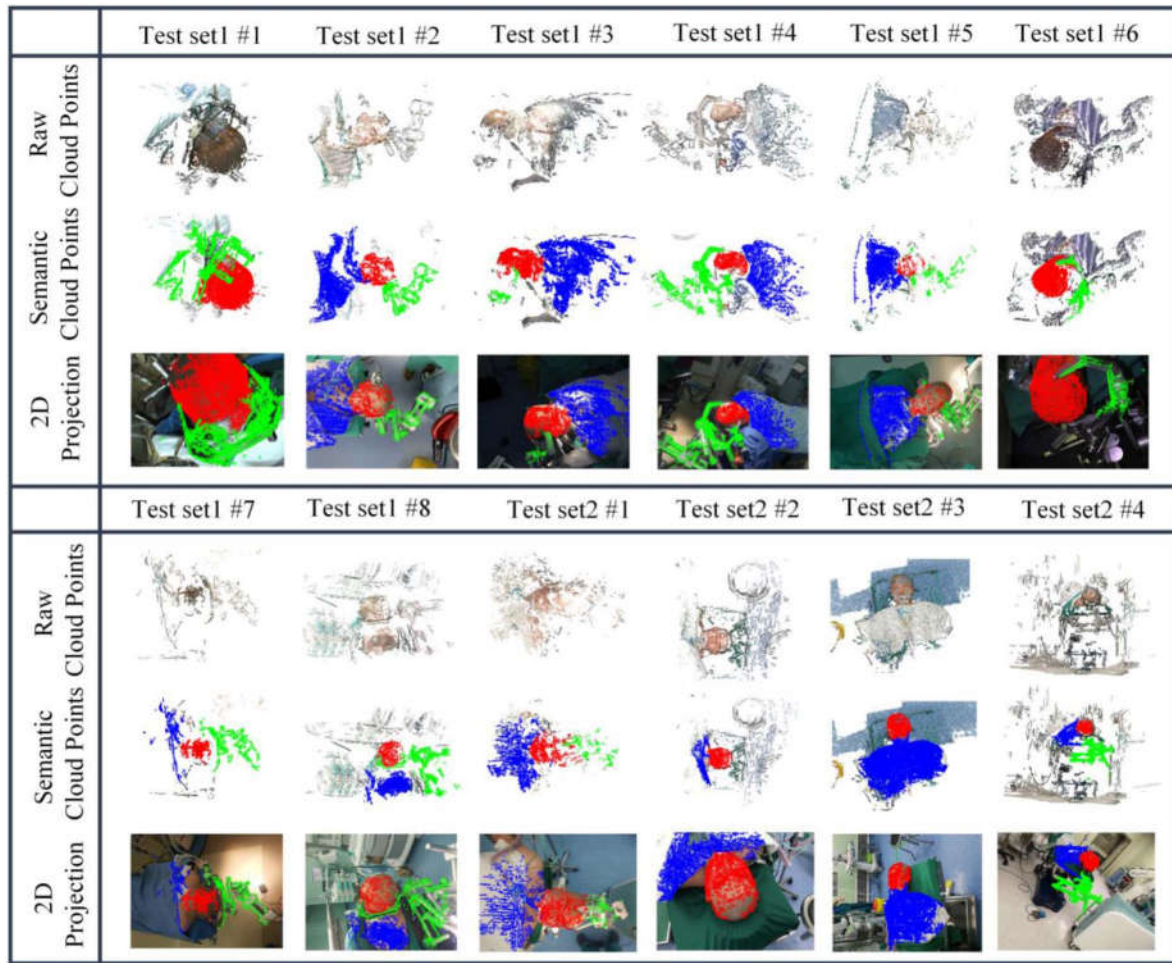 Test set1 #1 Test set1 #2 Test set1 #3 Test set1 #4 Test set1 #5 Test set1 #6
Raw
Cloud Points
Semantic
Cloud Points
2D
Projection
Test set1 #7 Test set1 #8 Test set2 #1 Test set2 #2 Test set2 #3 Test set2 #4
Raw
Cloud Points
Semantic
Cloud Points
2D
Projection